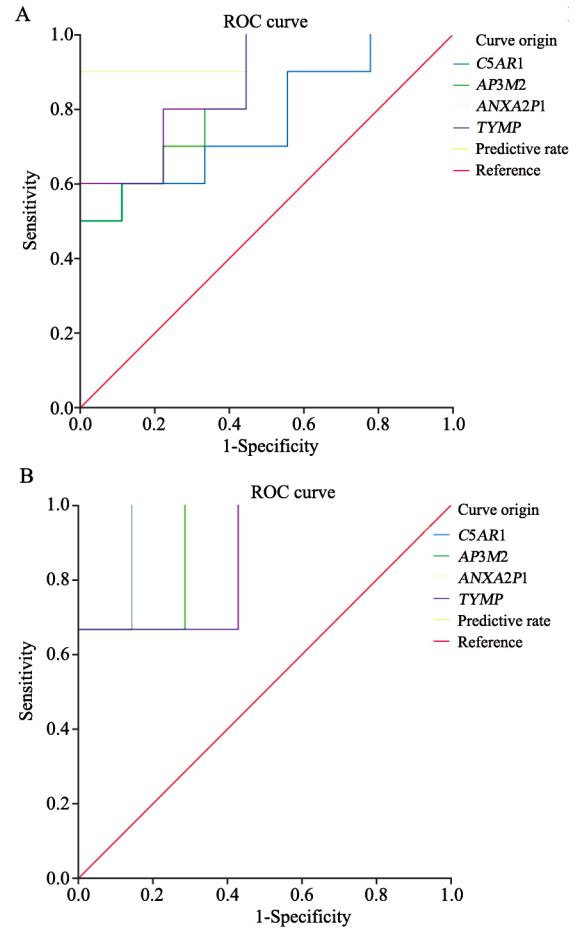 A
ROC curve
1.0
0.8
0.6
0.4
0.2
0.0
Sensitivity
0.0 0.2 0.4 0.6 0.8 1.0
1-Specificity
Curve origin
C5AR1
AP3M2
ANXA2P1
TYMP
Predictive rate
Reference
B
ROC curve
1.0
0.8
0.6
0.4
0.2
0.0
Sensitivity
0.0 0.2 0.4 0.6 0.8 1.0
1-Specificity
Curve origin
C5AR1
AP3M2
ANXA2P1
TYMP
Predictive rate
Reference